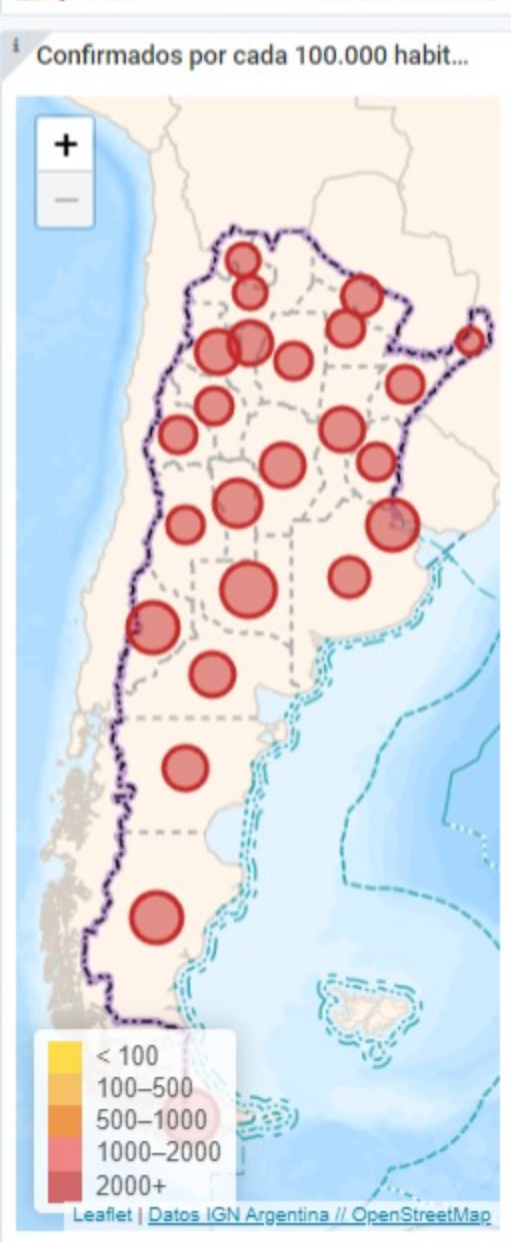 i
Confirmados por cada 100.000 habit...
+
−
< 100
100–500
500–1000
1000–2000
2000+
Leaflet | Datos IGN Argentina // OpenStreetMap